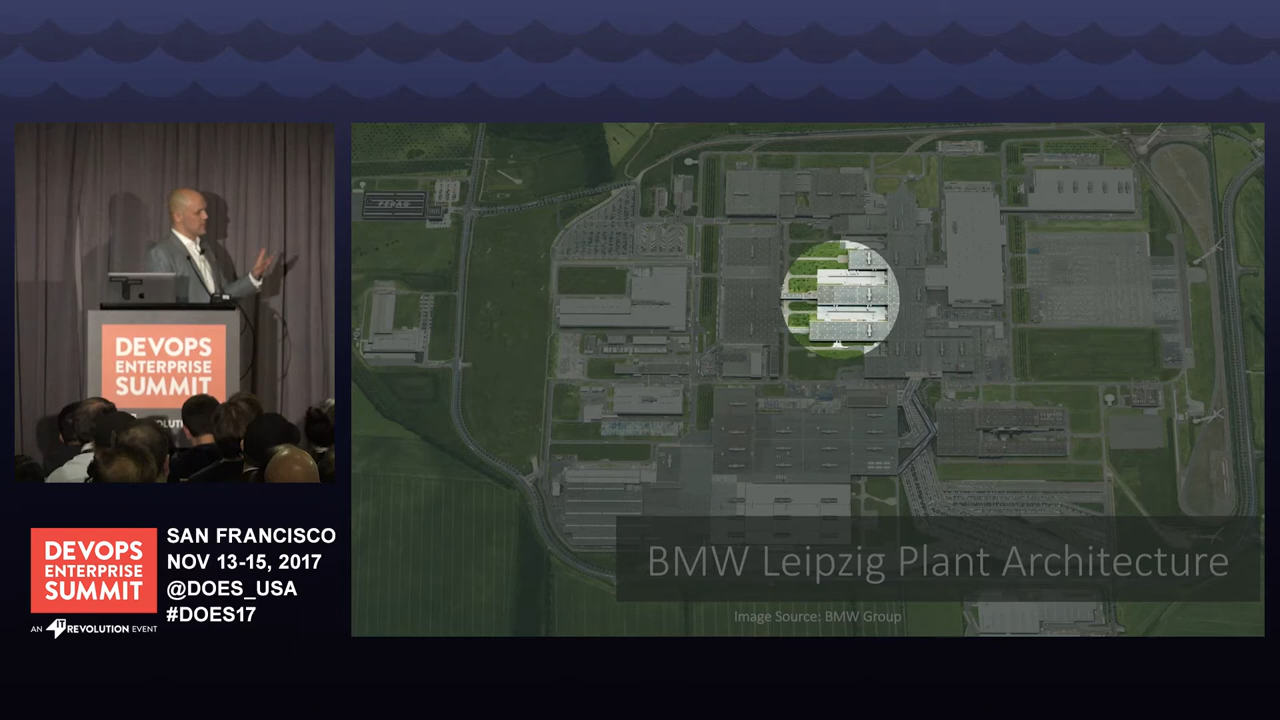 DEVOPS
ENTERPRISE
SUMMIT
DEVOPS
ENTERPRISE
SUMMIT
AN IT REVOLUTION EVENT
SAN FRANCISCO
NOV 13-15, 2017
@DOES_USA
#DOES17
BMW Leipzig Plant Architecture
Image Source: BMW Group